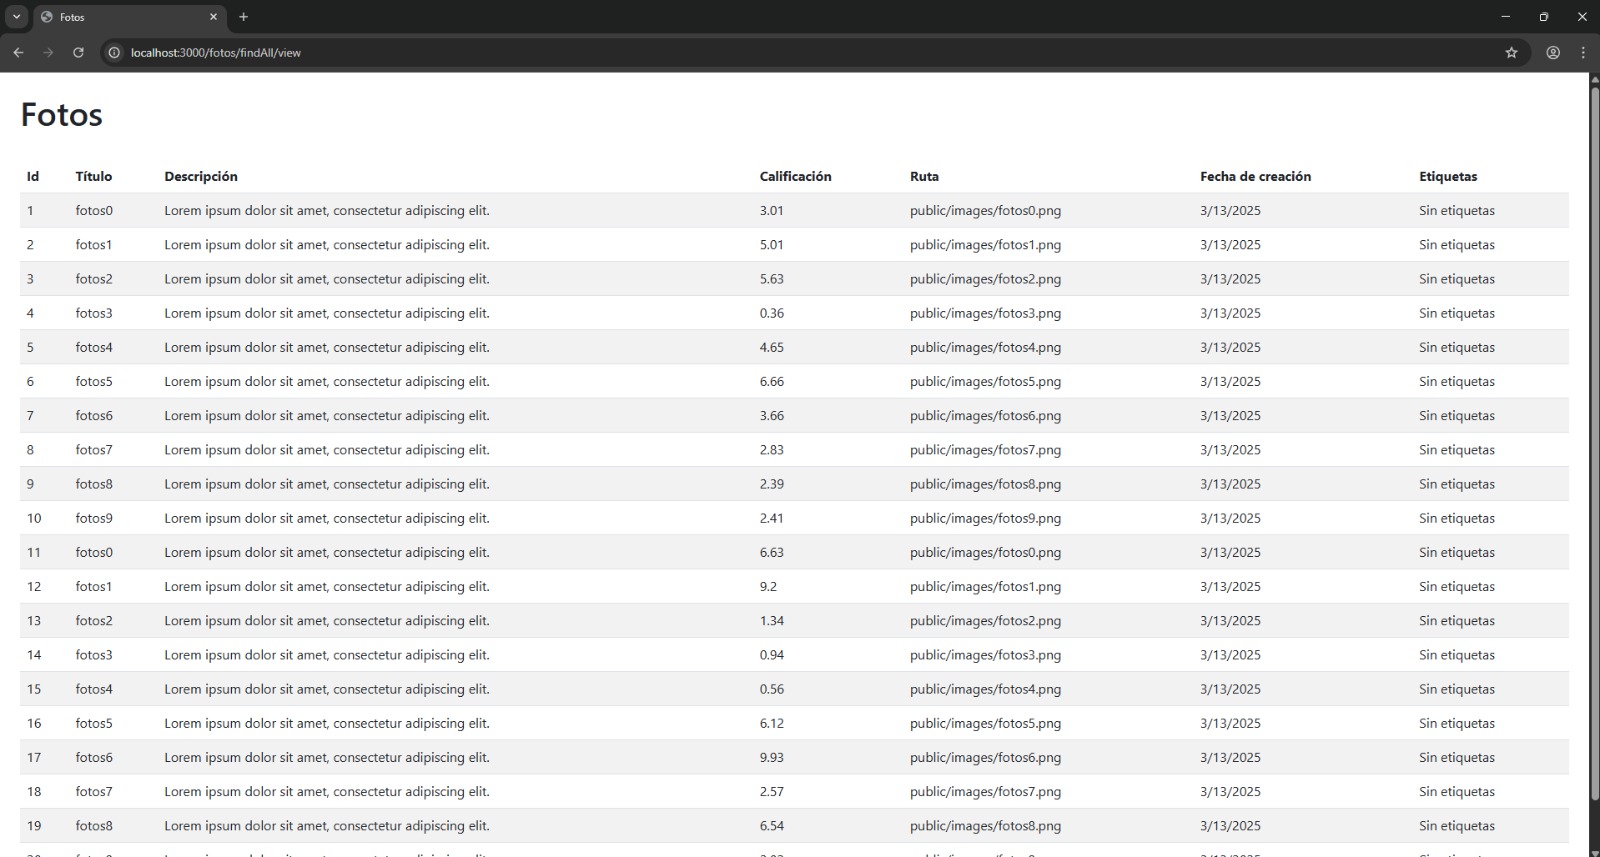 Fotos
localhost:3000/fotos/findAll/view
Fotos
Id Título Descripción Calificación Ruta Fecha de creación Etiquetas
1 fotos0 Lorem ipsum dolor sit amet, consectetur adipiscing elit. 3.01 public/images/fotos0.png 3/13/2025 Sin etiquetas
2 fotos1 Lorem ipsum dolor sit amet, consectetur adipiscing elit. 5.01 public/images/fotos1.png 3/13/2025 Sin etiquetas
3 fotos2 Lorem ipsum dolor sit amet, consectetur adipiscing elit. 5.63 public/images/fotos2.png 3/13/2025 Sin etiquetas
4 fotos3 Lorem ipsum dolor sit amet, consectetur adipiscing elit. 0.36 public/images/fotos3.png 3/13/2025 Sin etiquetas
5 fotos4 Lorem ipsum dolor sit amet, consectetur adipiscing elit. 4.65 public/images/fotos4.png 3/13/2025 Sin etiquetas
6 fotos5 Lorem ipsum dolor sit amet, consectetur adipiscing elit. 6.66 public/images/fotos5.png 3/13/2025 Sin etiquetas
7 fotos6 Lorem ipsum dolor sit amet, consectetur adipiscing elit. 3.66 public/images/fotos6.png 3/13/2025 Sin etiquetas
8 fotos7 Lorem ipsum dolor sit amet, consectetur adipiscing elit. 2.83 public/images/fotos7.png 3/13/2025 Sin etiquetas
9 fotos8 Lorem ipsum dolor sit amet, consectetur adipiscing elit. 2.39 public/images/fotos8.png 3/13/2025 Sin etiquetas
10 fotos9 Lorem ipsum dolor sit amet, consectetur adipiscing elit. 2.41 public/images/fotos9.png 3/13/2025 Sin etiquetas
11 fotos0 Lorem ipsum dolor sit amet, consectetur adipiscing elit. 6.63 public/images/fotos0.png 3/13/2025 Sin etiquetas
12 fotos1 Lorem ipsum dolor sit amet, consectetur adipiscing elit. 9.2 public/images/fotos1.png 3/13/2025 Sin etiquetas
13 fotos2 Lorem ipsum dolor sit amet, consectetur adipiscing elit. 1.34 public/images/fotos2.png 3/13/2025 Sin etiquetas
14 fotos3 Lorem ipsum dolor sit amet, consectetur adipiscing elit. 0.94 public/images/fotos3.png 3/13/2025 Sin etiquetas
15 fotos4 Lorem ipsum dolor sit amet, consectetur adipiscing elit. 0.56 public/images/fotos4.png 3/13/2025 Sin etiquetas
16 fotos5 Lorem ipsum dolor sit amet, consectetur adipiscing elit. 6.12 public/images/fotos5.png 3/13/2025 Sin etiquetas
17 fotos6 Lorem ipsum dolor sit amet, consectetur adipiscing elit. 9.93 public/images/fotos6.png 3/13/2025 Sin etiquetas
18 fotos7 Lorem ipsum dolor sit amet, consectetur adipiscing elit. 2.57 public/images/fotos7.png 3/13/2025 Sin etiquetas
19 fotos8 Lorem ipsum dolor sit amet, consectetur adipiscing elit. 6.54 public/images/fotos8.png 3/13/2025 Sin etiquetas